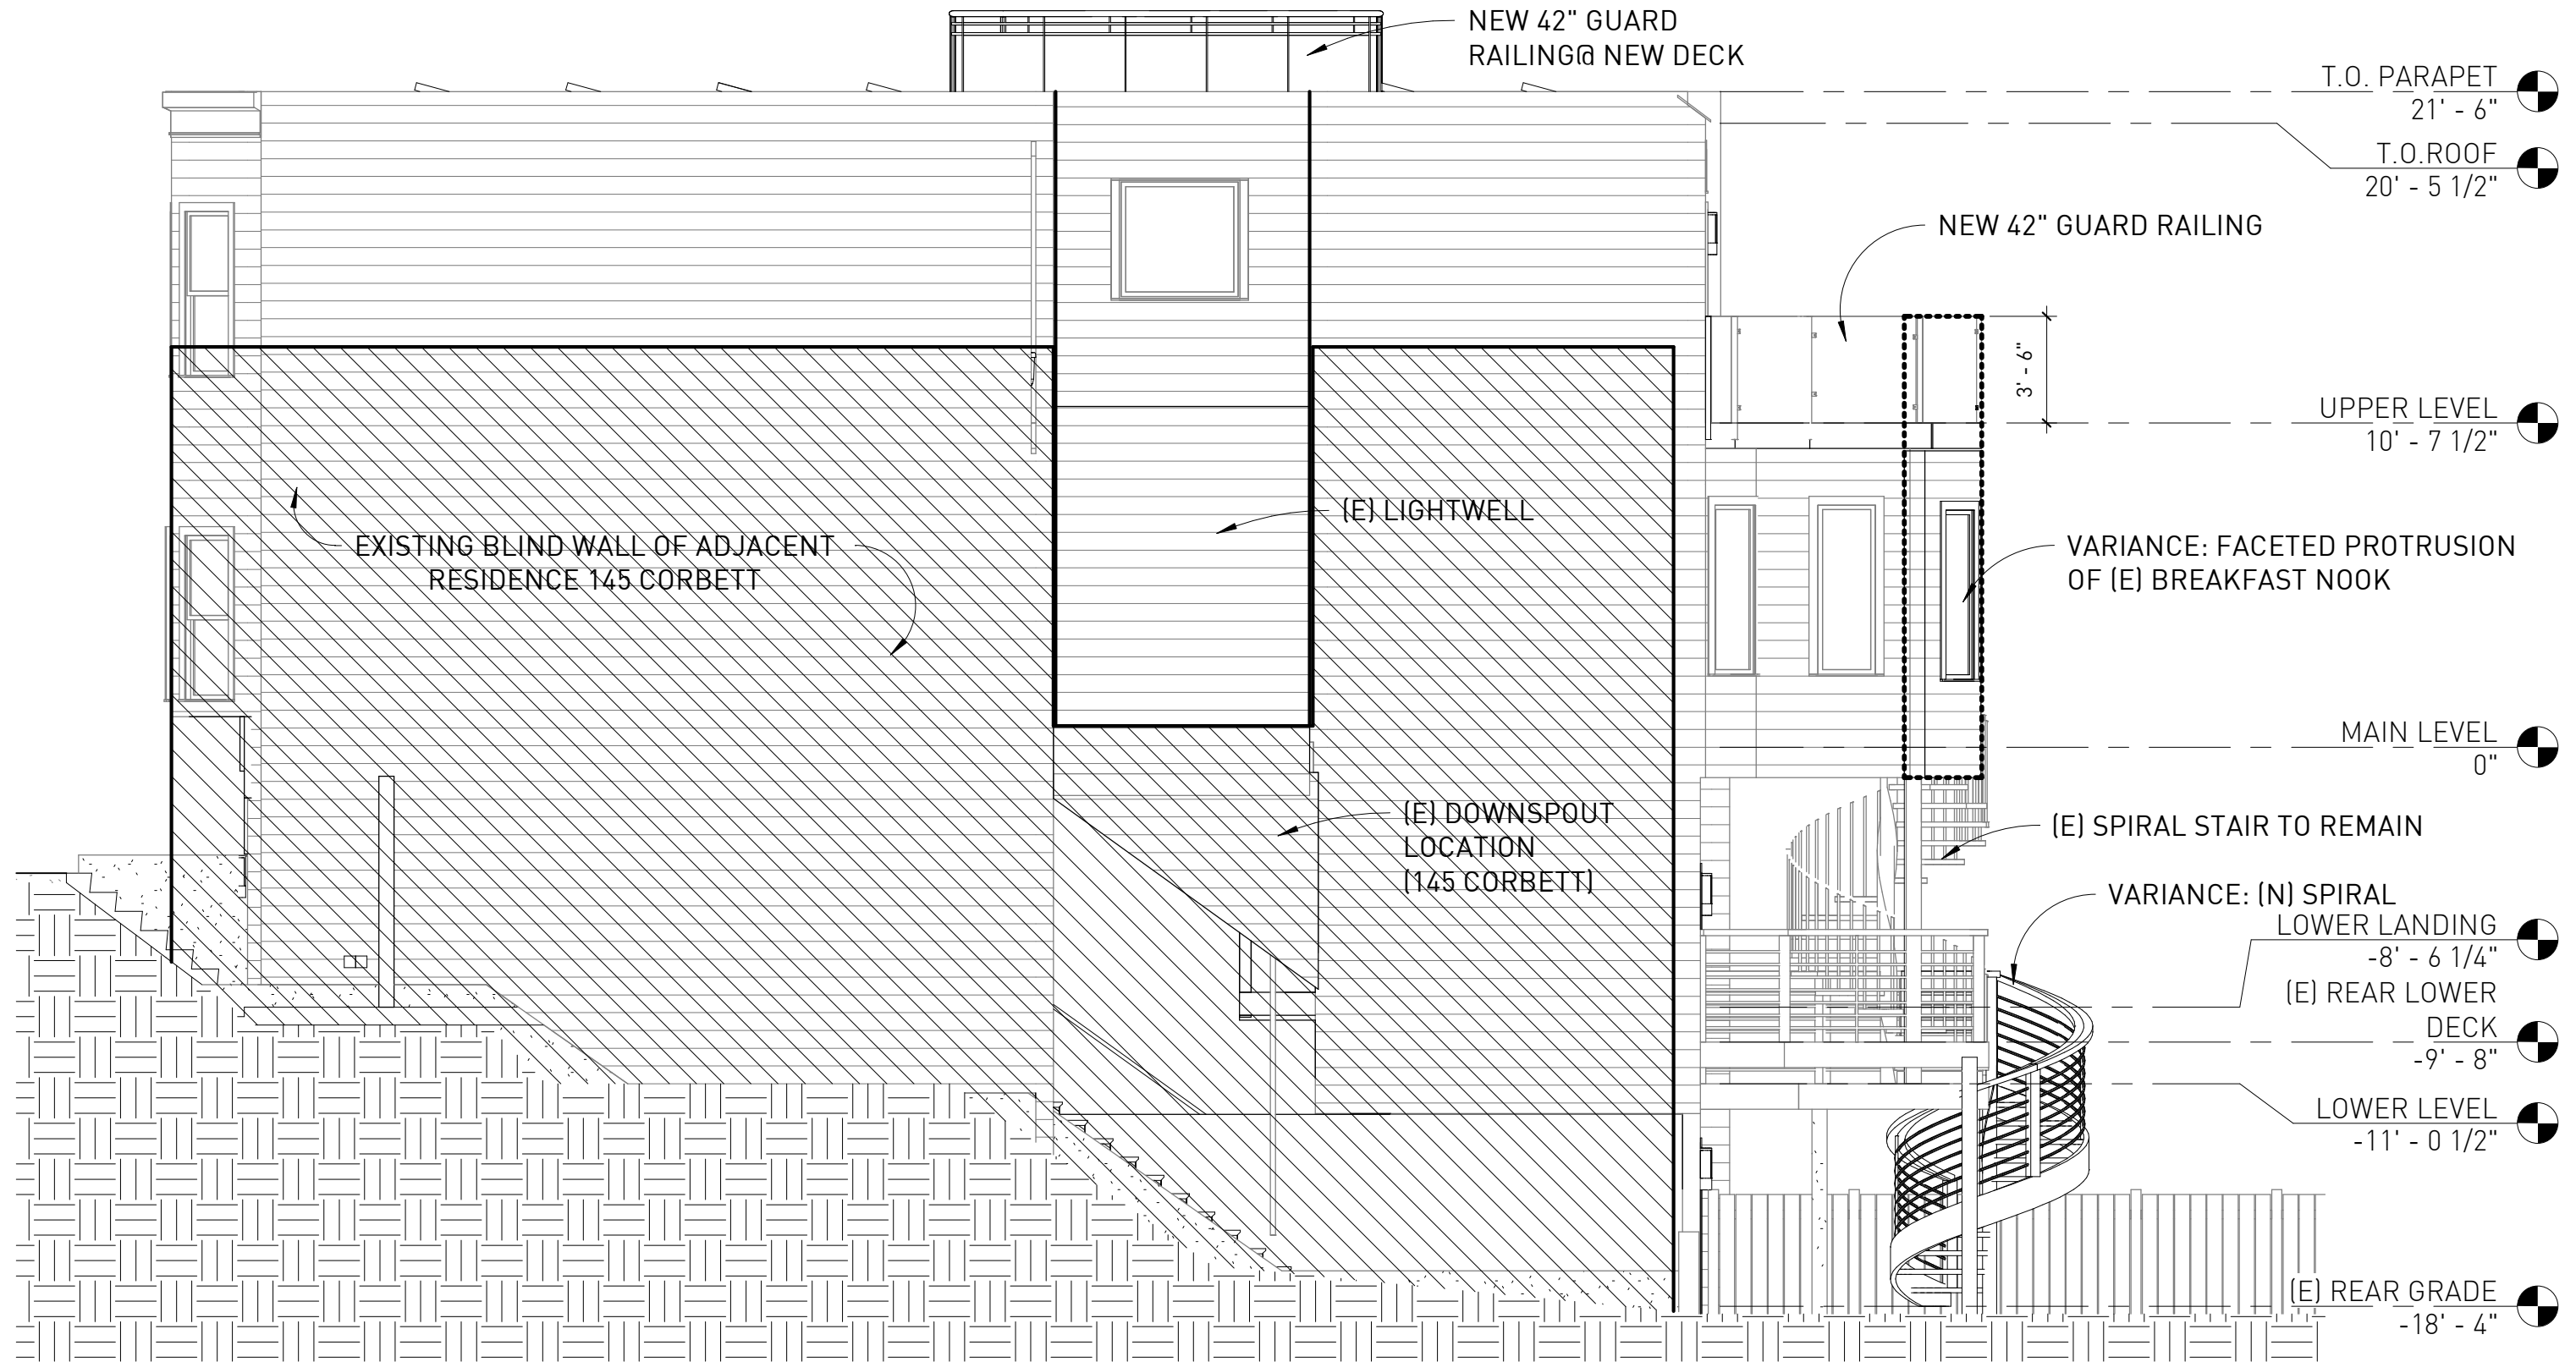 NEW 42" GUARD
RAILING@ NEW DECK
T.O. PARAPET
21' - 6"
T.O.ROOF
20' - 5 1/2"
NEW 42" GUARD RAILING
3' - 6"
UPPER LEVEL
10' - 7 1/2"
(E) LIGHTWELL
EXISTING BLIND WALL OF ADJACENT
RESIDENCE 145 CORBETT
VARIANCE: FACETED PROTRUSION
OF (E) BREAKFAST NOOK
MAIN LEVEL
0"
(E) DOWNSPOUT
LOCATION
(145 CORBETT)
(E) SPIRAL STAIR TO REMAIN
VARIANCE: (N) SPIRAL
LOWER LANDING
-8' - 6 1/4"
(E) REAR LOWER
DECK
-9' - 8"
LOWER LEVEL
-11' - 0 1/2"
(E) REAR GRADE
-18' - 4"